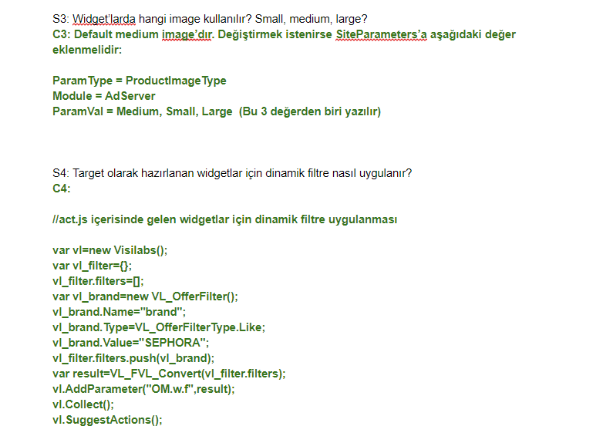 S3: Widget'larda hangi image kullanılır? Small, medium, large?
C3: Default medium image'dır. Değiştirmek istenirse SiteParameters'a aşağıdaki değer
eklenmelidir:
ParamType = ProductImageType
Module = AdServer
ParamVal = Medium, Small, Large  (Bu 3 değerden biri yazılır)
S4: Target olarak hazırlanan widgetlar için dinamik filtre nasıl uygulanır?
C4:
//act.js içerisinde gelen widgetlar için dinamik filtre uygulanması
var vl=new Visilabs();
var vl_filter={};
vl_filter.filters=[];
var vl_brand=new VL_OfferFilter();
vl_brand.Name="brand";
vl_brand.Type=VL_OfferFilterType.Like;
vl_brand.Value="SEPHORA";
vl_filter.filters.push(vl_brand);
var result=VL_FVL_Convert(vl_filter.filters);
vl.AddParameter("OM.w.f",result);
vl.Collect();
vl.SuggestActions();